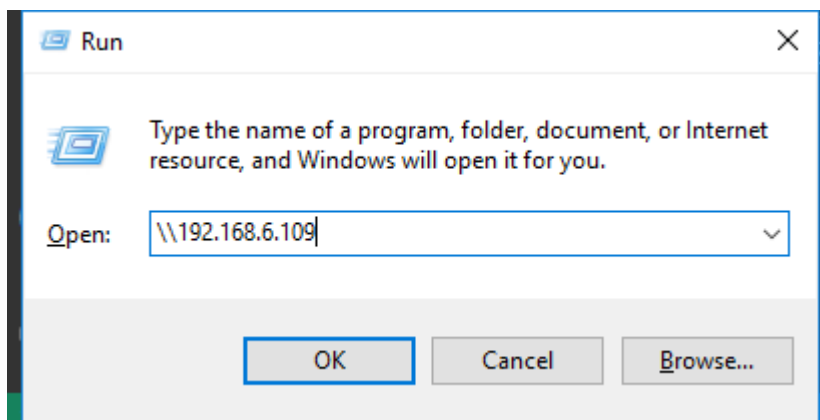 Run
Type the name of a program, folder, document, or Internet
resource, and Windows will open it for you.
Open: \\192.168.6.109
OK Cancel Browse...